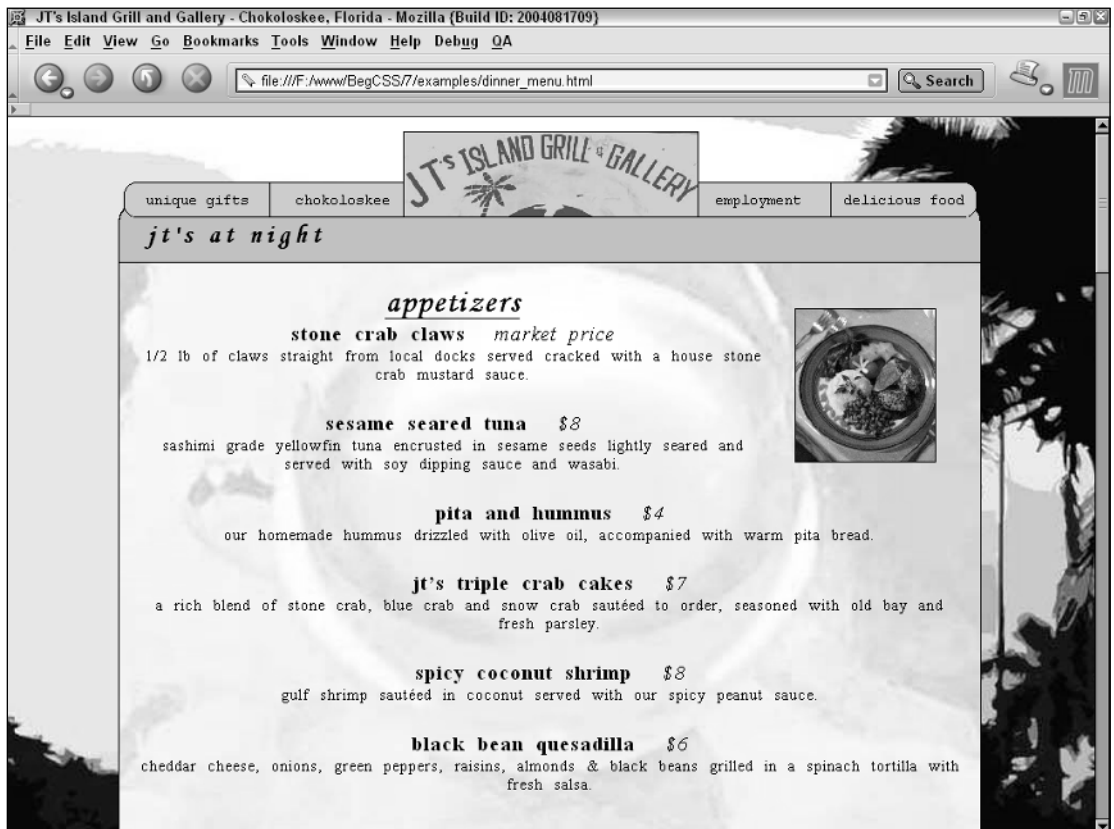 JT's Island Grill and Gallery - Chokoloskee, Florida - Mozilla {Build ID: 2004081709}
File Edit View Go Bookmarks Tools Window Help Debug QA
file:///F:/www/BegCSS/7/examples/dinner_menu.html Search
JT's ISLAND GRILL & GALLERY
unique gifts chokoloskee employment delicious food
jt's at night
appetizers
stone crab claws market price
1/2 lb of claws straight from local docks served cracked with a house stone
crab mustard sauce.
sesame seared tuna $8
sashimi grade yellowfin tuna encrusted in sesame seeds lightly seared and
served with soy dipping sauce and wasabi.
pita and hummus $4
our homemade hummus drizzled with olive oil, accompanied with warm pita bread.
jt's triple crab cakes $7
a rich blend of stone crab, blue crab and snow crab sautéed to order, seasoned with old bay and
fresh parsley.
spicy coconut shrimp $8
gulf shrimp sautéed in coconut served with our spicy peanut sauce.
black bean quesadilla $6
cheddar cheese, onions, green peppers, raisins, almonds & black beans grilled in a spinach tortilla with
fresh salsa.